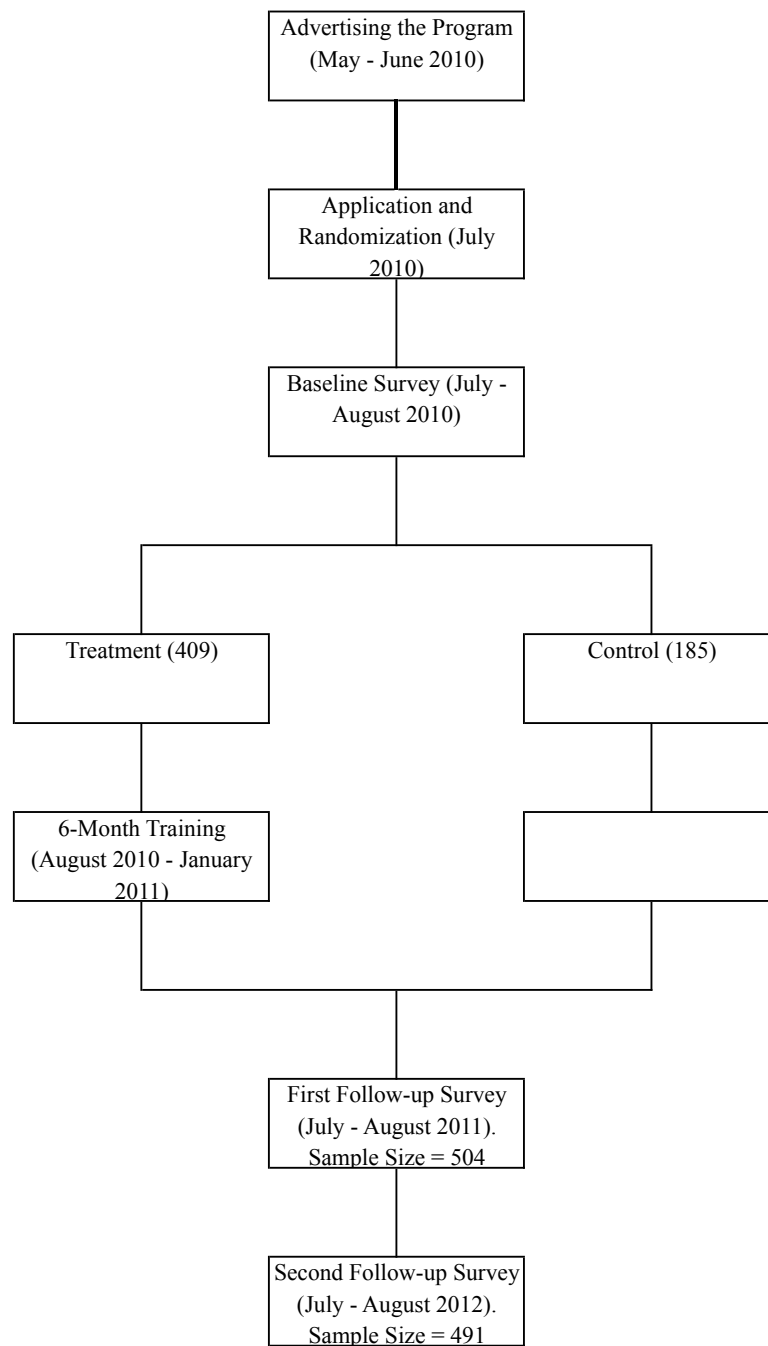 Advertising the Program
(May - June 2010)
Application and
Randomization (July
2010)
Baseline Survey (July -
August 2010)
Treatment (409)
Control (185)
6-Month Training
(August 2010 - January
2011)
First Follow-up Survey
(July - August 2011).
Sample Size = 504
Second Follow-up Survey
(July - August 2012).
Sample Size = 491